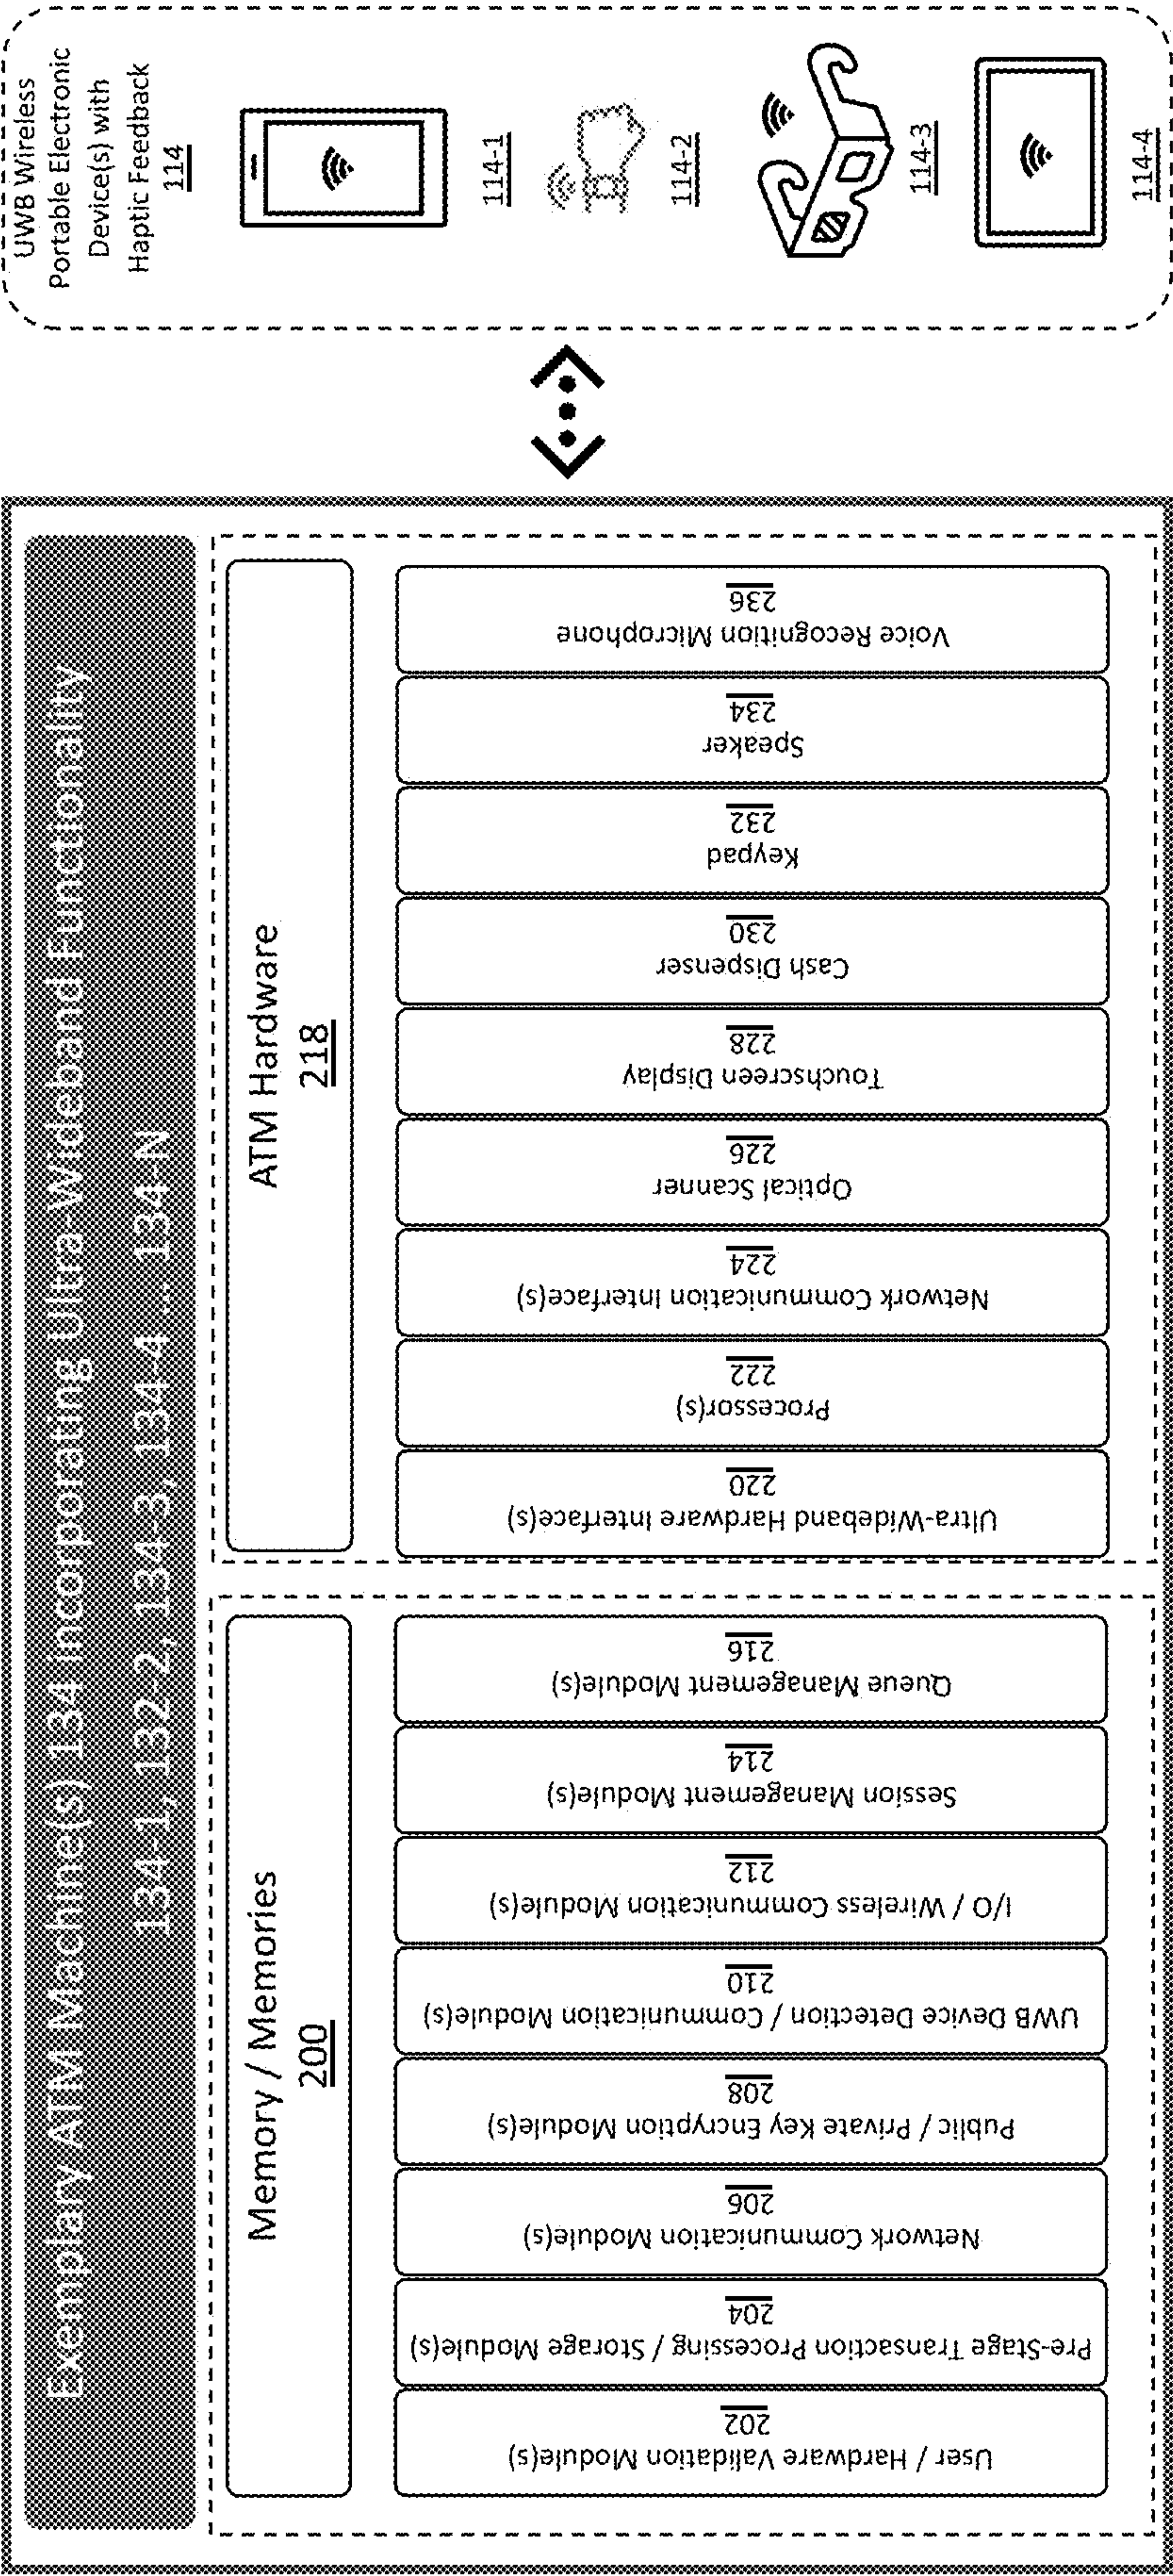 Exemplary ATM Machine(s) 134 incorporating Ultra-Wideband Functionality
134-1, 132-2, 134-3, 134-4 ... 134-N
Memory / Memories
200
User / Hardware Validation Module(s)
202
Pre-Stage Transaction Processing / Storage Module(s)
204
Network Communication Module(s)
206
Public / Private Key Encryption Module(s)
208
UWB Device Detection / Communication Module(s)
210
I/O / Wireless Communication Module(s)
212
Session Management Module(s)
214
Queue Management Module(s)
216
ATM Hardware
218
Ultra-Wideband Hardware Interface(s)
220
Processor(s)
222
Network Communication Interface(s)
224
Optical Scanner
226
Touchscreen Display
228
Cash Dispenser
230
Keypad
232
Speaker
234
Voice Recognition Microphone
236
UWB Wireless
Portable Electronic
Device(s) with
Haptic Feedback
114
114-1
114-2
114-3
114-4